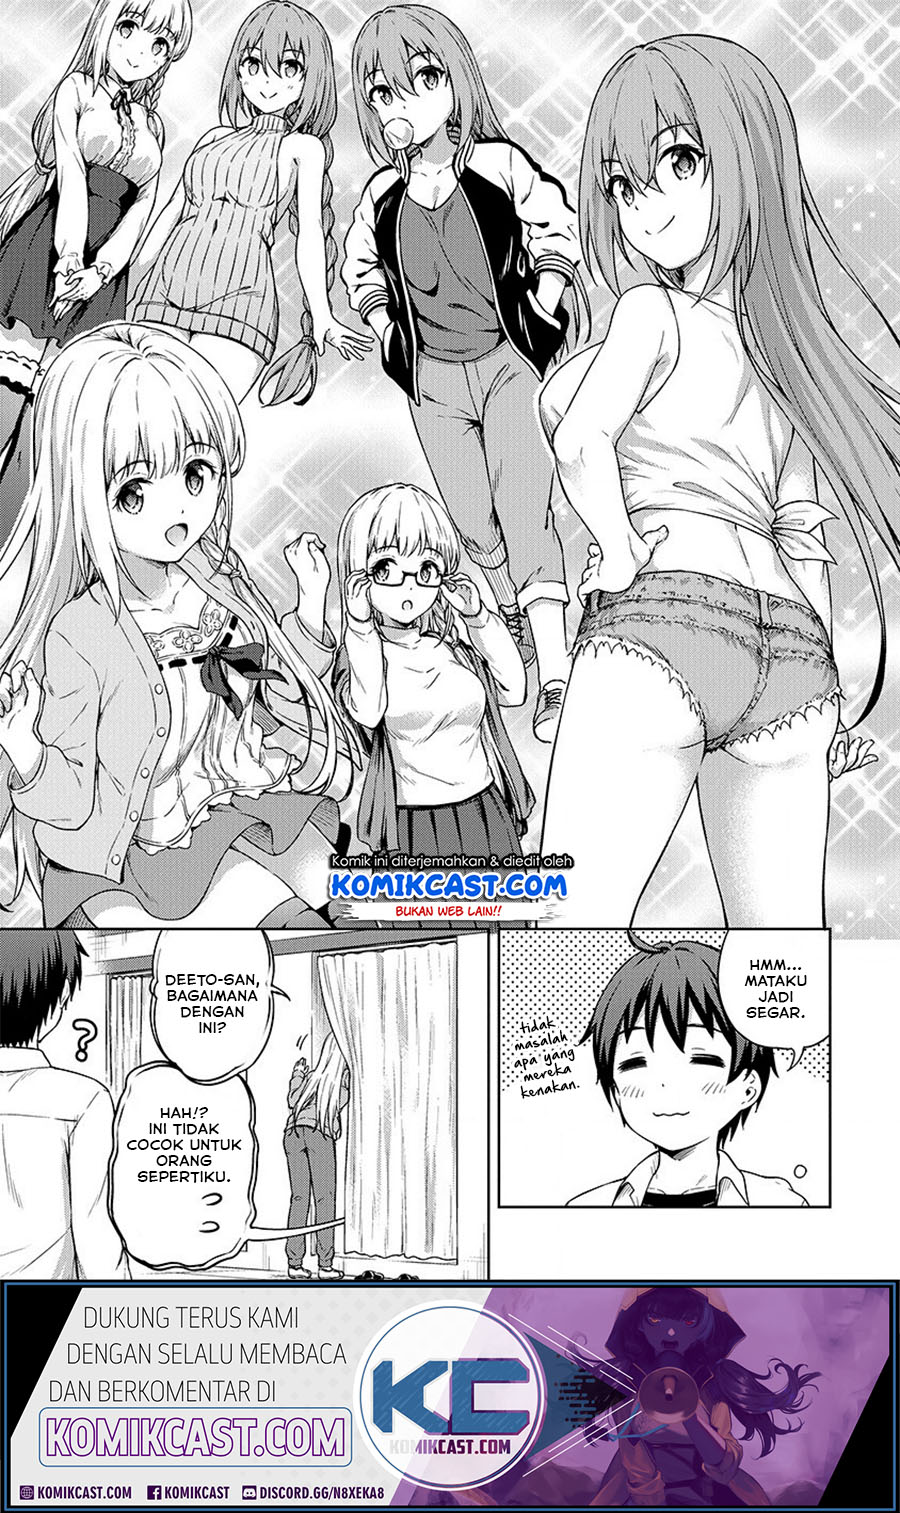 Komik ini diterjemahkan & diedit oleh
KOMIKCAST.COM
BUKAN WEB LAIN!!
HMM...
MATAKU
JADI
SEGAR.
tidak
masalah
apa yang
mereka
kenakan.
DEETO-SAN,
BAGAIMANA
DENGAN
INI?
?
HAH!?
INI TIDAK
COCOK UNTUK
ORANG
SEPERTIKU.
DUKUNG TERUS KAMI
DENGAN SELALU MEMBACA
DAN BERKOMENTAR DI
KOMIKCAST.COM
KC
KOMIKCAST.COM
KOMIKCAST.COM KOMIKCAST DISCORD.GG/N8XEKA8